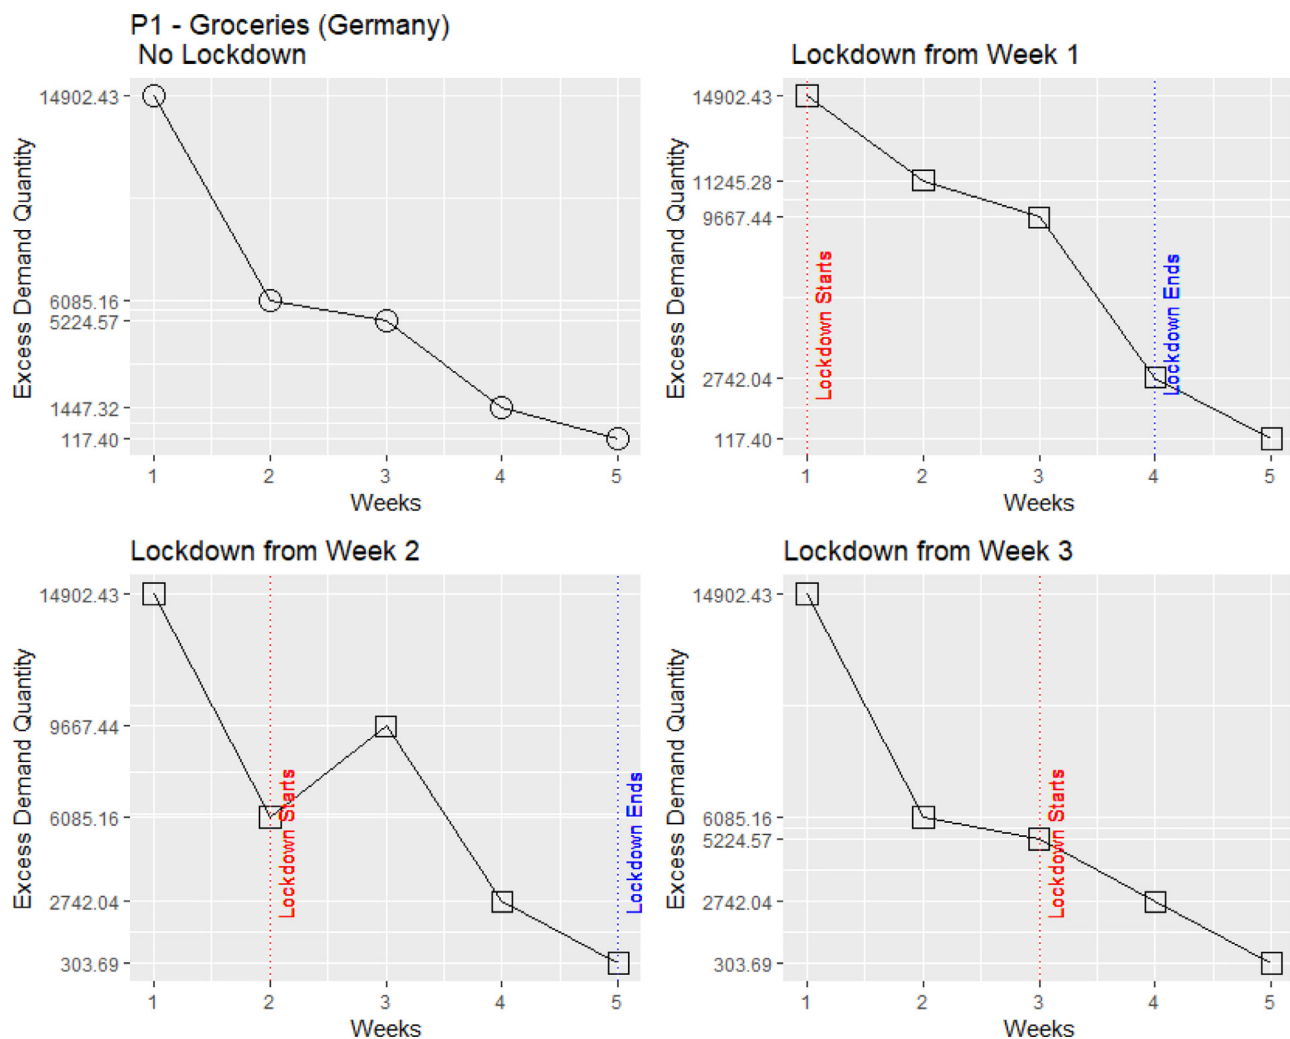 P1 - Groceries (Germany)
No Lockdown
Excess Demand Quantity
14902.43
6085.16
5224.57
1447.32
117.40
1 2 3 4 5
Weeks
Lockdown from Week 1
Excess Demand Quantity
14902.43
11245.28
9667.44
2742.04
117.40
Lockdown Starts
Lockdown Ends
1 2 3 4 5
Weeks
Lockdown from Week 2
Excess Demand Quantity
14902.43
9667.44
6085.16
2742.04
303.69
Lockdown Starts
Lockdown Ends
1 2 3 4 5
Weeks
Lockdown from Week 3
Excess Demand Quantity
14902.43
6085.16
5224.57
2742.04
303.69
Lockdown Starts
1 2 3 4 5
Weeks